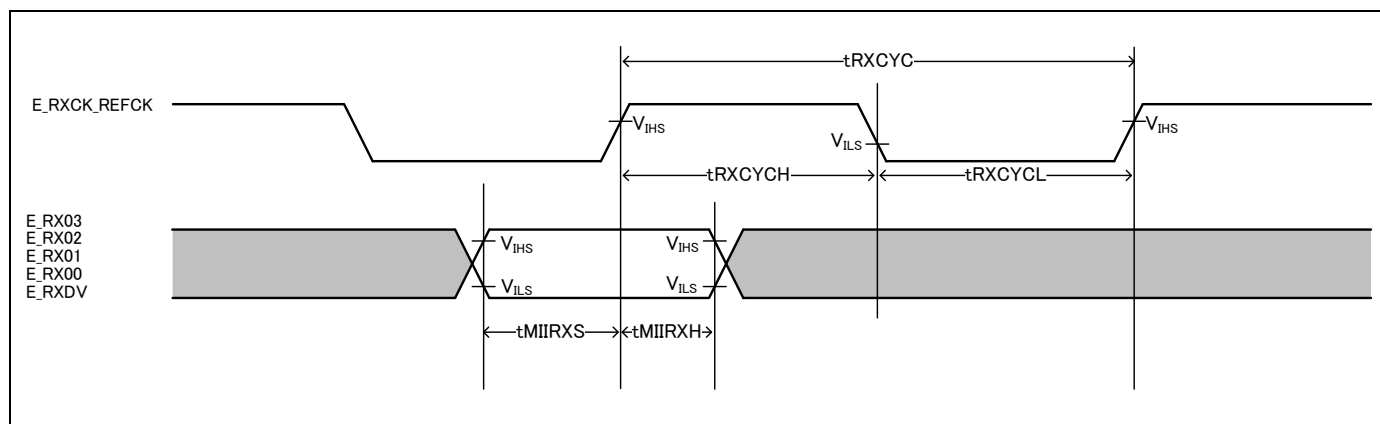 tRXCYC
E_RXCK_REFCK
VIHS
VILS
VIHS
tRXCYCH
tRXCYCL
E_RX03
E_RX02
E_RX01
E_RX00
E_RXDV
VIHS
VIHS
VILS
VILS
tMIIRXS
tMIIRXH